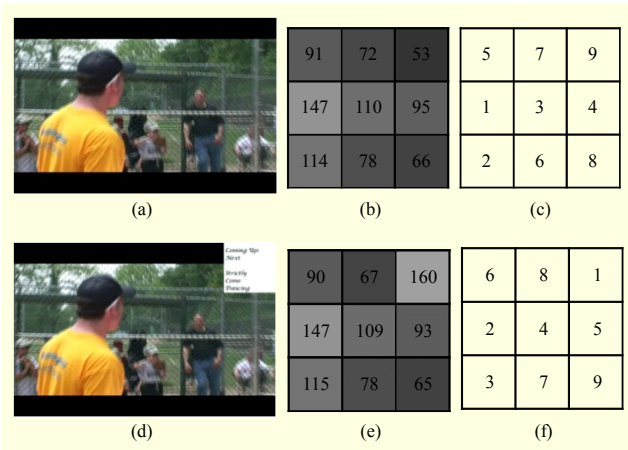 91 72 53
147 110 95
114 78 66
5 7 9
1 3 4
2 6 8
(a) (b) (c)
Coming Up:
Next
Strictly
Come
Dancing
90 67 160
147 109 93
115 78 65
6 8 1
2 4 5
3 7 9
(d) (e) (f)